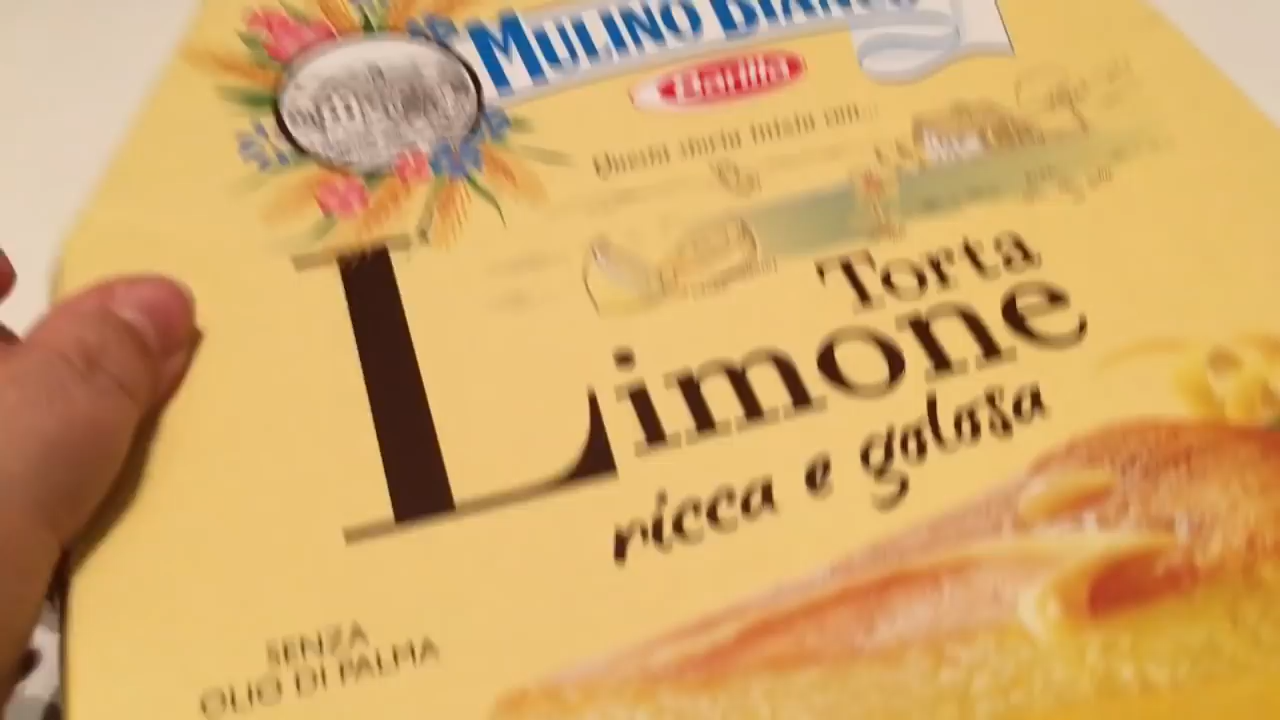 MULINO BIANCO
Barilla
Torta
Limone
ricca e golosa
SENZA
OLIO DI PALMA